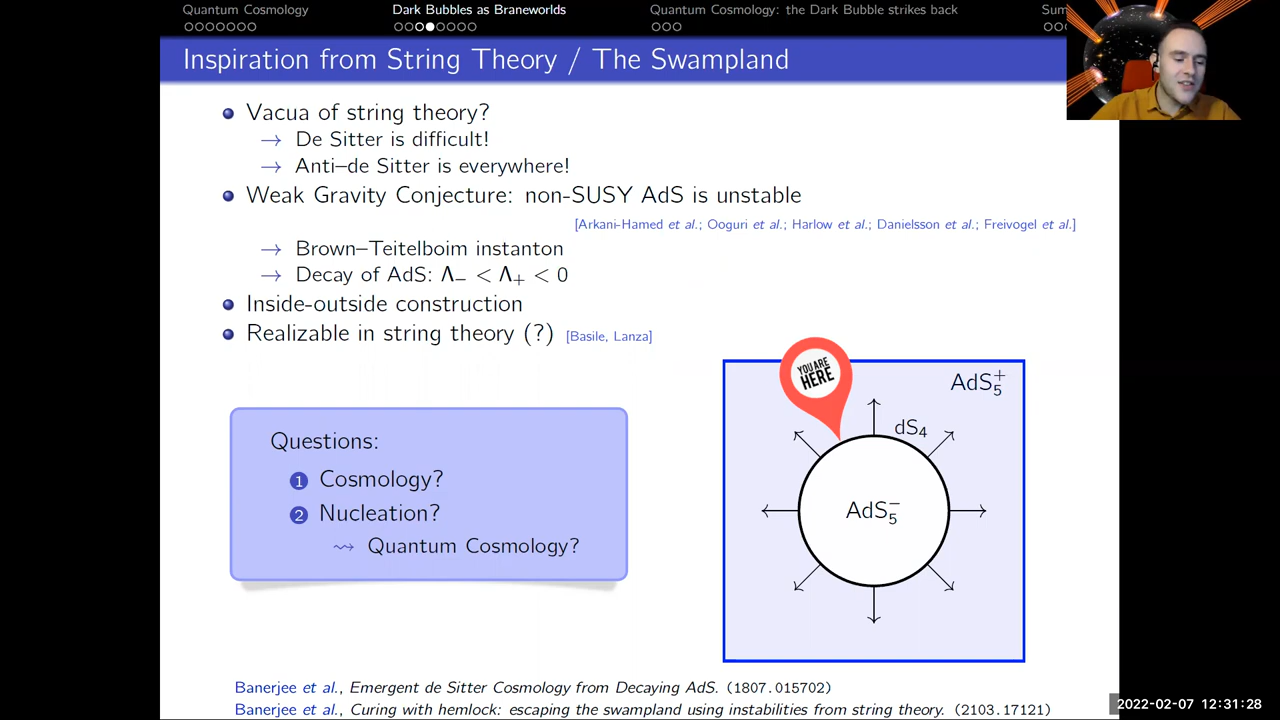 Quantum Cosmology
Dark Bubbles as Braneworlds
Quantum Cosmology: the Dark Bubble strikes back
Sum
Inspiration from String Theory / The Swampland
Vacua of string theory?
→ De Sitter is difficult!
→ Anti–de Sitter is everywhere!
Weak Gravity Conjecture: non-SUSY AdS is unstable
[Arkani-Hamed et al.; Ooguri et al.; Harlow et al.; Danielsson et al.; Freivogel et al.]
→ Brown–Teitelboim instanton
→ Decay of AdS: Λ₋ < Λ₊ < 0
Inside-outside construction
Realizable in string theory (?) [Basile, Lanza]
Questions:
1 Cosmology?
2 Nucleation?
⇝ Quantum Cosmology?
YOU ARE
HERE
AdS₅⁺
dS₄
AdS₅⁻
Banerjee et al., Emergent de Sitter Cosmology from Decaying AdS. (1807.015702)
Banerjee et al., Curing with hemlock: escaping the swampland using instabilities from string theory. (2103.17121)
2022-02-07 12:31:28